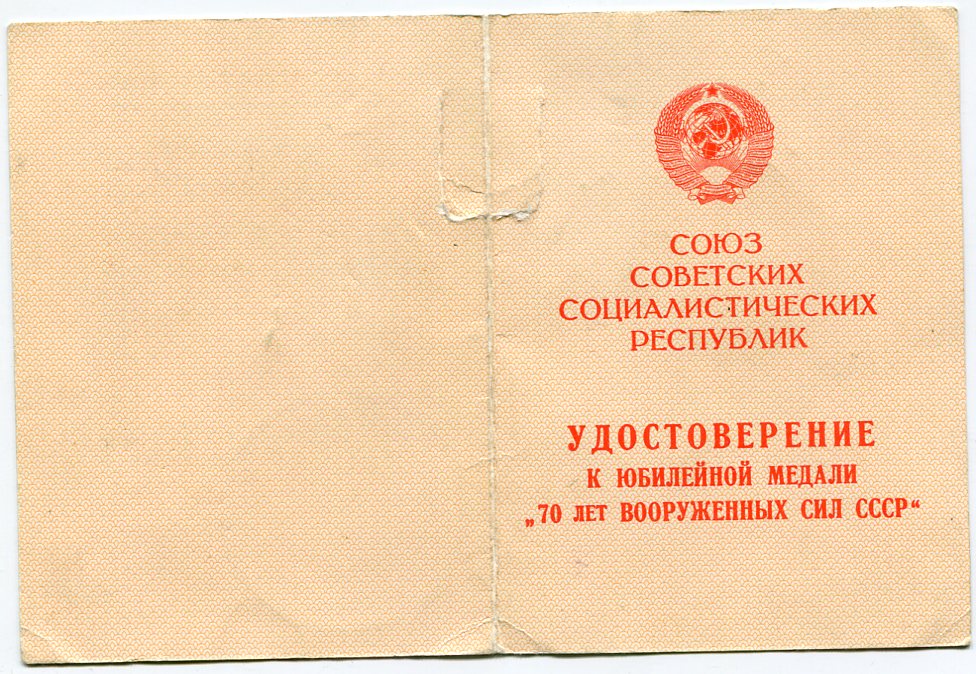 СОЮЗ
СОВЕТСКИХ
СОЦИАЛИСТИЧЕСКИХ
РЕСПУБЛИК
УДОСТОВЕРЕНИЕ
К ЮБИЛЕЙНОЙ МЕДАЛИ
„70 ЛЕТ ВООРУЖЕННЫХ СИЛ СССР“